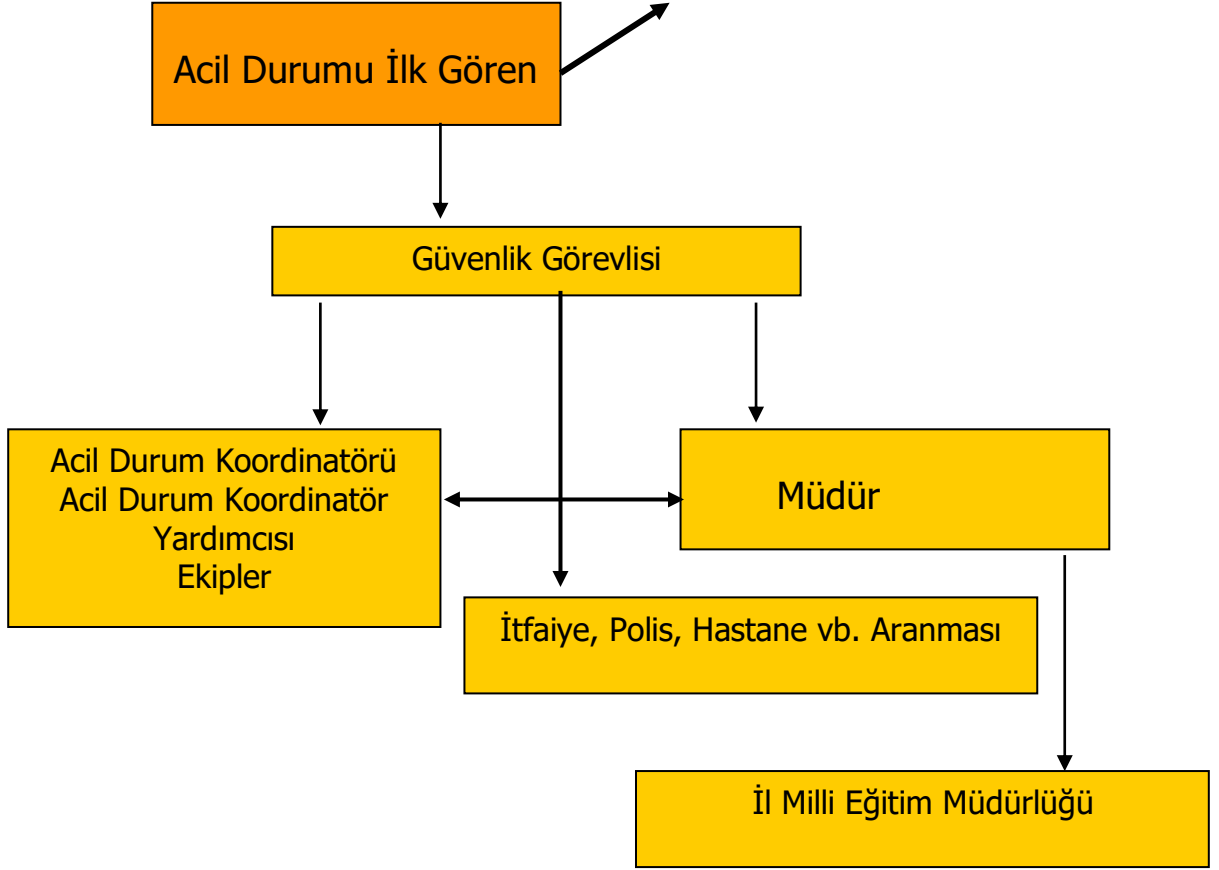 Acil Durumu İlk Gören
Güvenlik Görevlisi
Acil Durum Koordinatörü
Acil Durum Koordinatör
Yardımcısı
Ekipler
Müdür
İtfaiye, Polis, Hastane vb. Aranması
İl Milli Eğitim Müdürlüğü